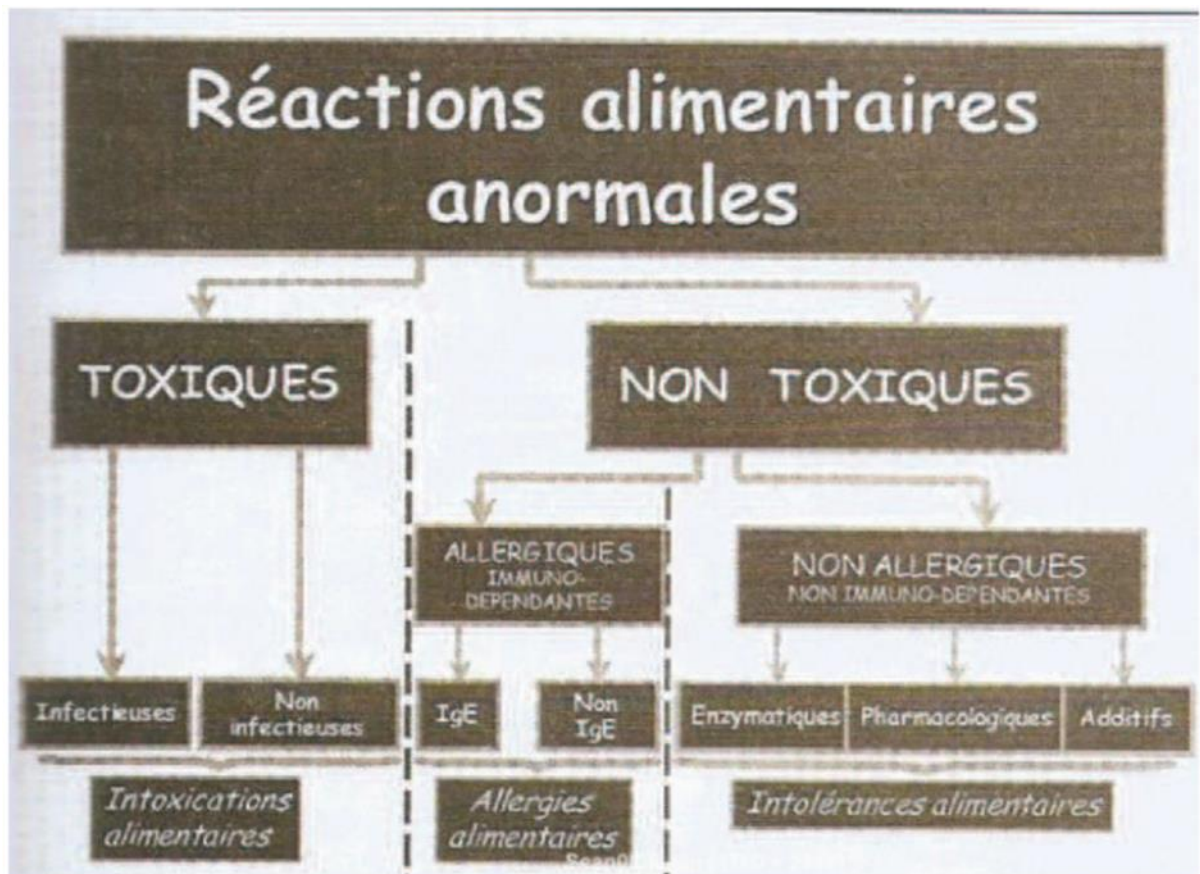 Réactions alimentaires
anormales
TOXIQUES
NON TOXIQUES
ALLERGIQUES
IMMUNO-
DEPENDANTES
NON ALLERGIQUES
NON IMMUNO-DEPENDANTES
Infectieuses
Non
infectieuses
IgE
Non
IgE
Enzymatiques
Pharmacologiques
Additifs
Intoxications
alimentaires
Allergies
alimentaires
Intolérances alimentaires